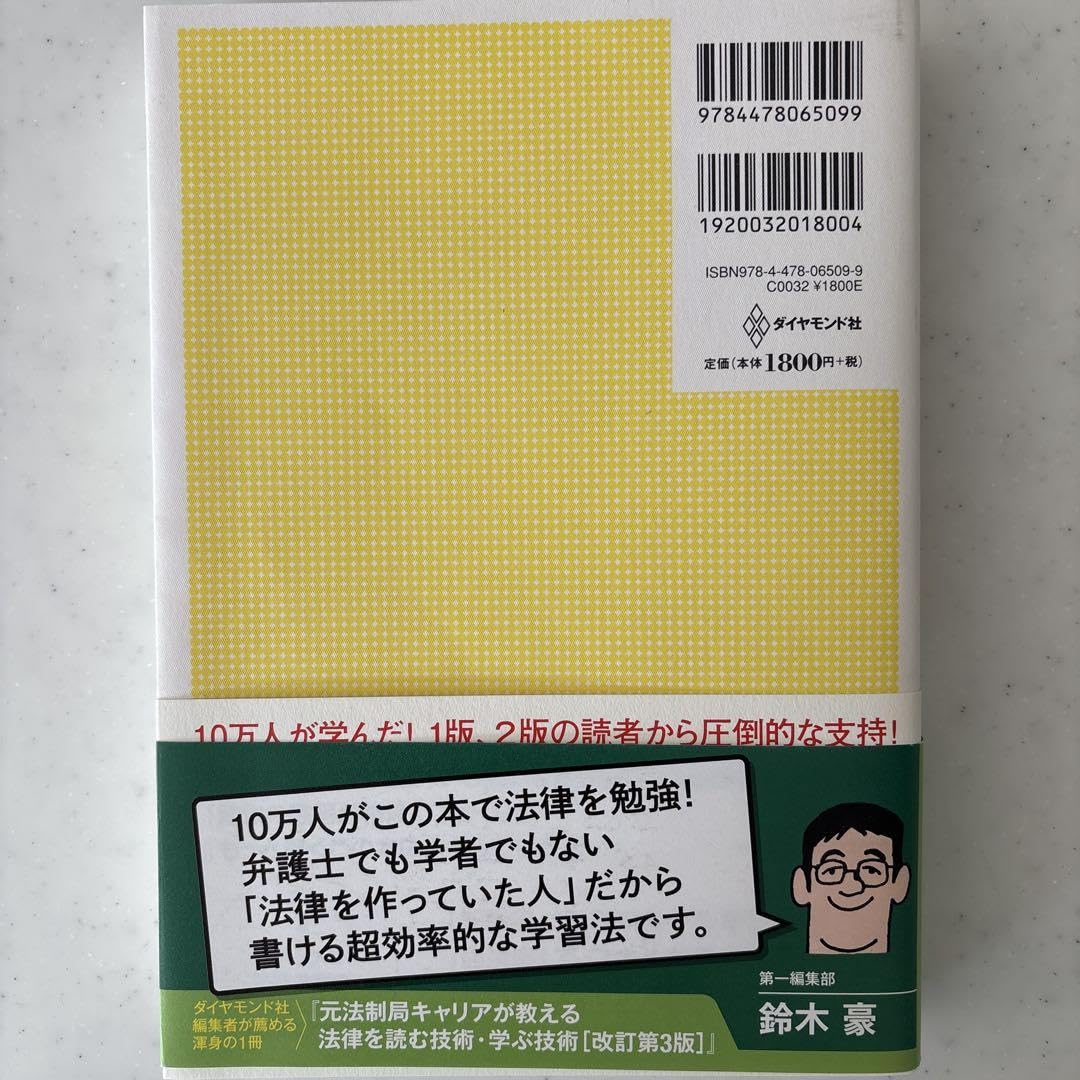 9784478065099
1920032018004
ISBN978-4-478-06509-9
C0032 ¥1800E
ダイヤモンド社
定価(本体1800円+税)
10万人が学んだ! 1版、2版の読者から圧倒的な支持!
10万人がこの本で法律を勉強!
弁護士でも学者でもない
「法律を作っていた人」だから
書ける超効率的な学習法です。
第一編集部
鈴木 豪
ダイヤモンド社
編集者が薦める
渾身の1冊
『元法制局キャリアが教える
法律を読む技術・学ぶ技術[改訂第3版]』